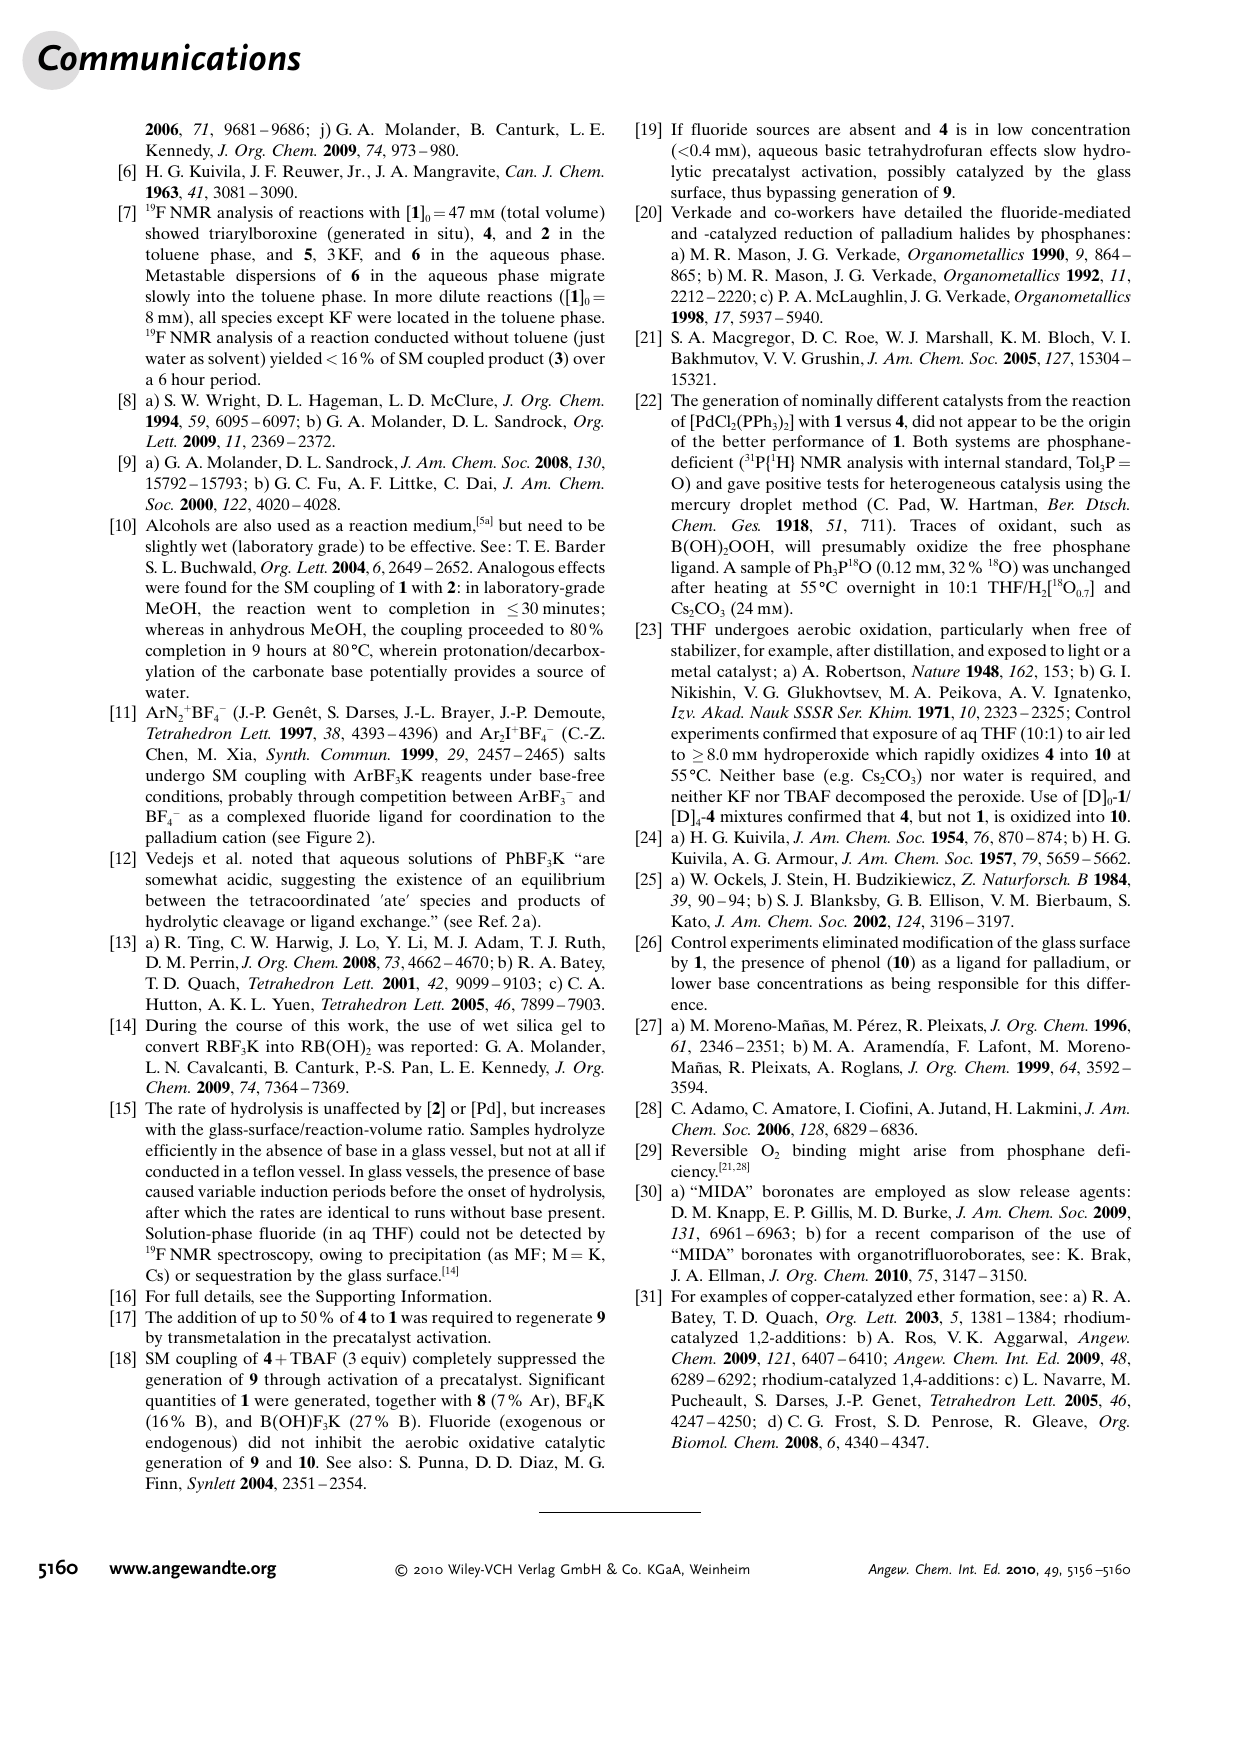 Communications
2006, 71, 9681–9686; j) G. A. Molander, B. Canturk, L. E.
Kennedy, J. Org. Chem. 2009, 74, 973–980.
[6] H. G. Kuivila, J. F. Reuwer, Jr., J. A. Mangravite, Can. J. Chem.
1963, 41, 3081–3090.
[7] ¹⁹F NMR analysis of reactions with [1]₀ = 47 mM (total volume)
showed triarylboroxine (generated in situ), 4, and 2 in the
toluene phase, and 5, 3 KF, and 6 in the aqueous phase.
Metastable dispersions of 6 in the aqueous phase migrate
slowly into the toluene phase. In more dilute reactions ([1]₀ =
8 mM), all species except KF were located in the toluene phase.
¹⁹F NMR analysis of a reaction conducted without toluene (just
water as solvent) yielded < 16 % of SM coupled product (3) over
a 6 hour period.
[8] a) S. W. Wright, D. L. Hageman, L. D. McClure, J. Org. Chem.
1994, 59, 6095–6097; b) G. A. Molander, D. L. Sandrock, Org.
Lett. 2009, 11, 2369–2372.
[9] a) G. A. Molander, D. L. Sandrock, J. Am. Chem. Soc. 2008, 130,
15792–15793; b) G. C. Fu, A. F. Littke, C. Dai, J. Am. Chem.
Soc. 2000, 122, 4020–4028.
[10] Alcohols are also used as a reaction medium,[5a] but need to be
slightly wet (laboratory grade) to be effective. See: T. E. Barder
S. L. Buchwald, Org. Lett. 2004, 6, 2649–2652. Analogous effects
were found for the SM coupling of 1 with 2: in laboratory-grade
MeOH, the reaction went to completion in ≤ 30 minutes;
whereas in anhydrous MeOH, the coupling proceeded to 80 %
completion in 9 hours at 80 °C, wherein protonation/decarbox-
ylation of the carbonate base potentially provides a source of
water.
[11] ArN₂⁺BF₄⁻ (J.-P. Genêt, S. Darses, J.-L. Brayer, J.-P. Demoute,
Tetrahedron Lett. 1997, 38, 4393–4396) and Ar₂I⁺BF₄⁻ (C.-Z.
Chen, M. Xia, Synth. Commun. 1999, 29, 2457–2465) salts
undergo SM coupling with ArBF₃K reagents under base-free
conditions, probably through competition between ArBF₃⁻ and
BF₄⁻ as a complexed fluoride ligand for coordination to the
palladium cation (see Figure 2).
[12] Vedejs et al. noted that aqueous solutions of PhBF₃K “are
somewhat acidic, suggesting the existence of an equilibrium
between the tetracoordinated ′ate′ species and products of
hydrolytic cleavage or ligand exchange.” (see Ref. 2 a).
[13] a) R. Ting, C. W. Harwig, J. Lo, Y. Li, M. J. Adam, T. J. Ruth,
D. M. Perrin, J. Org. Chem. 2008, 73, 4662–4670; b) R. A. Batey,
T. D. Quach, Tetrahedron Lett. 2001, 42, 9099–9103; c) C. A.
Hutton, A. K. L. Yuen, Tetrahedron Lett. 2005, 46, 7899–7903.
[14] During the course of this work, the use of wet silica gel to
convert RBF₃K into RB(OH)₂ was reported: G. A. Molander,
L. N. Cavalcanti, B. Canturk, P.-S. Pan, L. E. Kennedy, J. Org.
Chem. 2009, 74, 7364–7369.
[15] The rate of hydrolysis is unaffected by [2] or [Pd], but increases
with the glass-surface/reaction-volume ratio. Samples hydrolyze
efficiently in the absence of base in a glass vessel, but not at all if
conducted in a teflon vessel. In glass vessels, the presence of base
caused variable induction periods before the onset of hydrolysis,
after which the rates are identical to runs without base present.
Solution-phase fluoride (in aq THF) could not be detected by
¹⁹F NMR spectroscopy, owing to precipitation (as MF; M = K,
Cs) or sequestration by the glass surface.[14]
[16] For full details, see the Supporting Information.
[17] The addition of up to 50 % of 4 to 1 was required to regenerate 9
by transmetalation in the precatalyst activation.
[18] SM coupling of 4 + TBAF (3 equiv) completely suppressed the
generation of 9 through activation of a precatalyst. Significant
quantities of 1 were generated, together with 8 (7 % Ar), BF₄K
(16 % B), and B(OH)F₃K (27 % B). Fluoride (exogenous or
endogenous) did not inhibit the aerobic oxidative catalytic
generation of 9 and 10. See also: S. Punna, D. D. Diaz, M. G.
Finn, Synlett 2004, 2351–2354.
[19] If fluoride sources are absent and 4 is in low concentration
(<0.4 mM), aqueous basic tetrahydrofuran effects slow hydro-
lytic precatalyst activation, possibly catalyzed by the glass
surface, thus bypassing generation of 9.
[20] Verkade and co-workers have detailed the fluoride-mediated
and -catalyzed reduction of palladium halides by phosphanes:
a) M. R. Mason, J. G. Verkade, Organometallics 1990, 9, 864–
865; b) M. R. Mason, J. G. Verkade, Organometallics 1992, 11,
2212–2220; c) P. A. McLaughlin, J. G. Verkade, Organometallics
1998, 17, 5937–5940.
[21] S. A. Macgregor, D. C. Roe, W. J. Marshall, K. M. Bloch, V. I.
Bakhmutov, V. V. Grushin, J. Am. Chem. Soc. 2005, 127, 15304–
15321.
[22] The generation of nominally different catalysts from the reaction
of [PdCl₂(PPh₃)₂] with 1 versus 4, did not appear to be the origin
of the better performance of 1. Both systems are phosphane-
deficient (³¹P{¹H} NMR analysis with internal standard, Tol₃P =
O) and gave positive tests for heterogeneous catalysis using the
mercury droplet method (C. Pad, W. Hartman, Ber. Dtsch.
Chem. Ges. 1918, 51, 711). Traces of oxidant, such as
B(OH)₂OOH, will presumably oxidize the free phosphane
ligand. A sample of Ph₃P¹⁸O (0.12 mM, 32 % ¹⁸O) was unchanged
after heating at 55 °C overnight in 10:1 THF/H₂[¹⁸O₀.₇] and
Cs₂CO₃ (24 mM).
[23] THF undergoes aerobic oxidation, particularly when free of
stabilizer, for example, after distillation, and exposed to light or a
metal catalyst; a) A. Robertson, Nature 1948, 162, 153; b) G. I.
Nikishin, V. G. Glukhovtsev, M. A. Peikova, A. V. Ignatenko,
Izv. Akad. Nauk SSSR Ser. Khim. 1971, 10, 2323–2325; Control
experiments confirmed that exposure of aq THF (10:1) to air led
to ≥ 8.0 mM hydroperoxide which rapidly oxidizes 4 into 10 at
55 °C. Neither base (e.g. Cs₂CO₃) nor water is required, and
neither KF nor TBAF decomposed the peroxide. Use of [D]₀-1/
[D]₄-4 mixtures confirmed that 4, but not 1, is oxidized into 10.
[24] a) H. G. Kuivila, J. Am. Chem. Soc. 1954, 76, 870–874; b) H. G.
Kuivila, A. G. Armour, J. Am. Chem. Soc. 1957, 79, 5659–5662.
[25] a) W. Ockels, J. Stein, H. Budzikiewicz, Z. Naturforsch. B 1984,
39, 90–94; b) S. J. Blanksby, G. B. Ellison, V. M. Bierbaum, S.
Kato, J. Am. Chem. Soc. 2002, 124, 3196–3197.
[26] Control experiments eliminated modification of the glass surface
by 1, the presence of phenol (10) as a ligand for palladium, or
lower base concentrations as being responsible for this differ-
ence.
[27] a) M. Moreno-Mañas, M. Pérez, R. Pleixats, J. Org. Chem. 1996,
61, 2346–2351; b) M. A. Aramendía, F. Lafont, M. Moreno-
Mañas, R. Pleixats, A. Roglans, J. Org. Chem. 1999, 64, 3592–
3594.
[28] C. Adamo, C. Amatore, I. Ciofini, A. Jutand, H. Lakmini, J. Am.
Chem. Soc. 2006, 128, 6829–6836.
[29] Reversible O₂ binding might arise from phosphane defi-
ciency.[21,28]
[30] a) “MIDA” boronates are employed as slow release agents:
D. M. Knapp, E. P. Gillis, M. D. Burke, J. Am. Chem. Soc. 2009,
131, 6961–6963; b) for a recent comparison of the use of
“MIDA” boronates with organotrifluoroborates, see: K. Brak,
J. A. Ellman, J. Org. Chem. 2010, 75, 3147–3150.
[31] For examples of copper-catalyzed ether formation, see: a) R. A.
Batey, T. D. Quach, Org. Lett. 2003, 5, 1381–1384; rhodium-
catalyzed 1,2-additions: b) A. Ros, V. K. Aggarwal, Angew.
Chem. 2009, 121, 6407–6410; Angew. Chem. Int. Ed. 2009, 48,
6289–6292; rhodium-catalyzed 1,4-additions: c) L. Navarre, M.
Pucheault, S. Darses, J.-P. Genet, Tetrahedron Lett. 2005, 46,
4247–4250; d) C. G. Frost, S. D. Penrose, R. Gleave, Org.
Biomol. Chem. 2008, 6, 4340–4347.
5160 www.angewandte.org © 2010 Wiley-VCH Verlag GmbH & Co. KGaA, Weinheim Angew. Chem. Int. Ed. 2010, 49, 5156–5160